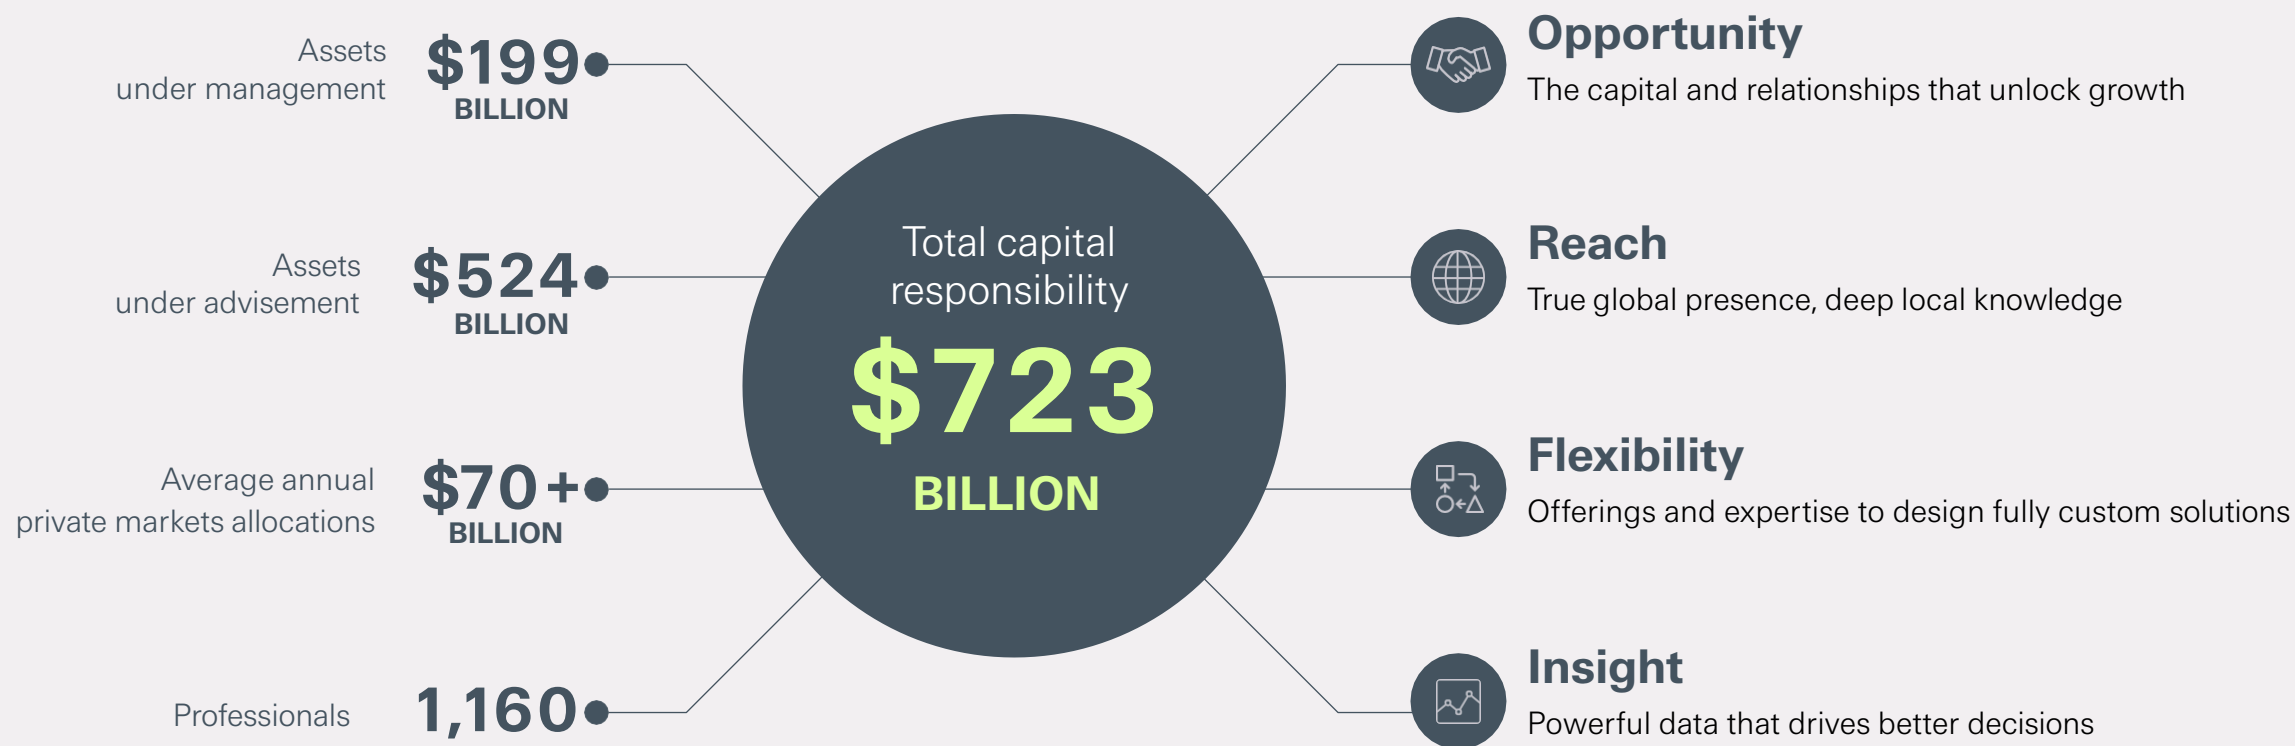 Assets
under management
$199
BILLION
Assets
under advisement
$524
BILLION
Average annual
private markets allocations
$70+
BILLION
Professionals
1,160
Total capital
responsibility
$723
BILLION
Opportunity
The capital and relationships that unlock growth
Reach
True global presence, deep local knowledge
Flexibility
Offerings and expertise to design fully custom solutions
Insight
Powerful data that drives better decisions